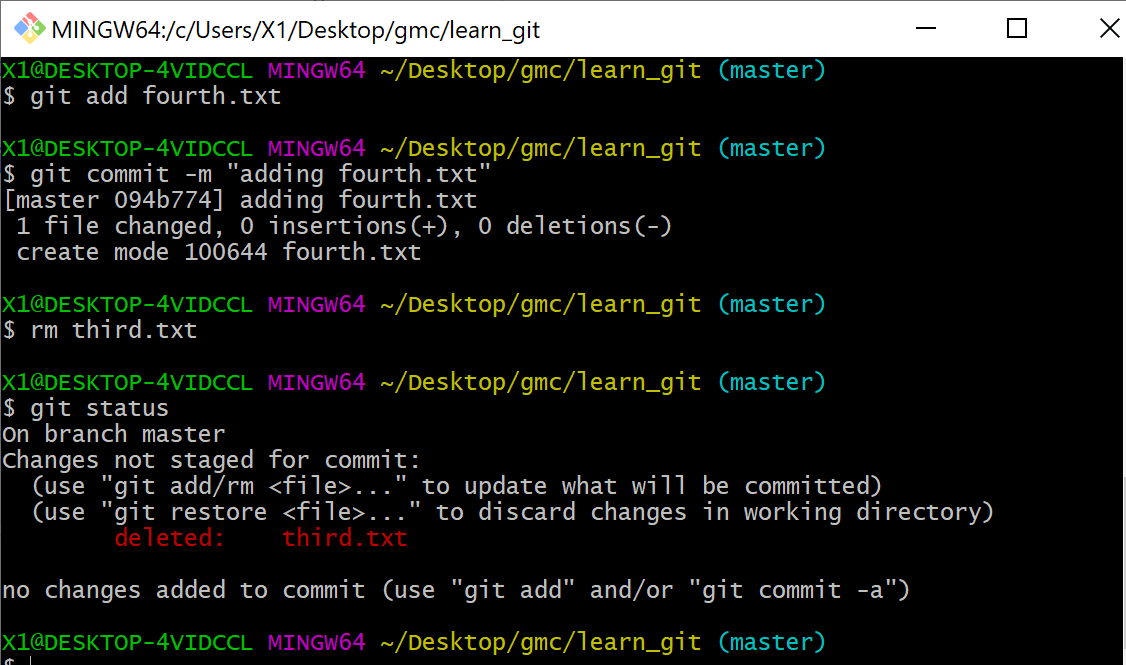 MINGW64:/c/Users/X1/Desktop/gmc/learn_git
X1@DESKTOP-4VIDCCL MINGW64 ~/Desktop/gmc/learn_git (master)
$ git add fourth.txt
X1@DESKTOP-4VIDCCL MINGW64 ~/Desktop/gmc/learn_git (master)
$ git commit -m "adding fourth.txt"
[master 094b774] adding fourth.txt
 1 file changed, 0 insertions(+), 0 deletions(-)
 create mode 100644 fourth.txt
X1@DESKTOP-4VIDCCL MINGW64 ~/Desktop/gmc/learn_git (master)
$ rm third.txt
X1@DESKTOP-4VIDCCL MINGW64 ~/Desktop/gmc/learn_git (master)
$ git status
On branch master
Changes not staged for commit:
  (use "git add/rm <file>..." to update what will be committed)
  (use "git restore <file>..." to discard changes in working directory)
        deleted:    third.txt
no changes added to commit (use "git add" and/or "git commit -a")
X1@DESKTOP-4VIDCCL MINGW64 ~/Desktop/gmc/learn_git (master)
$